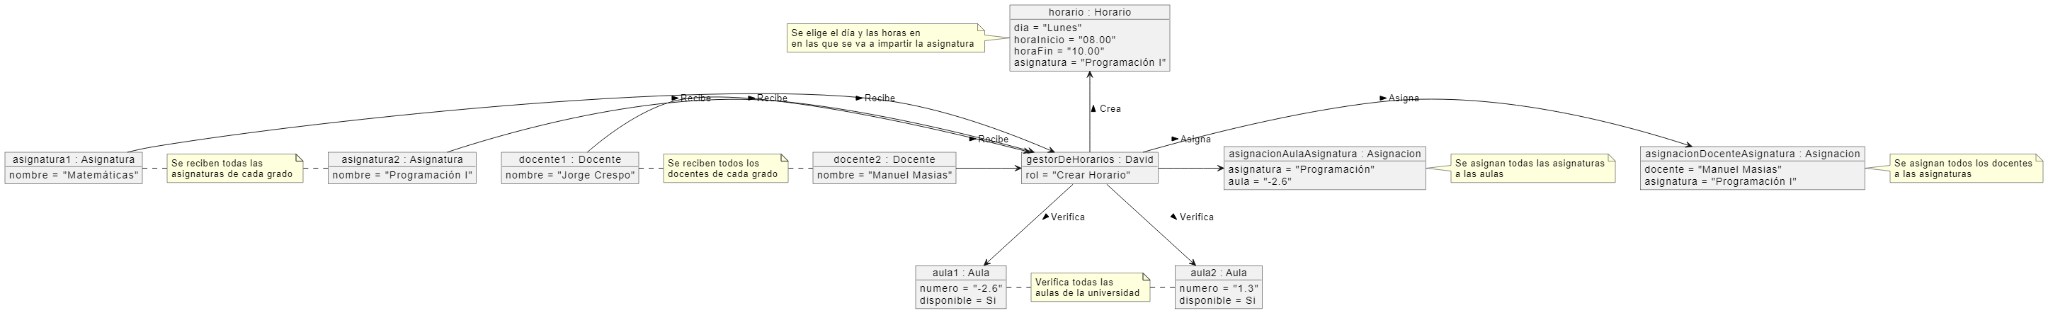 horario : Horario
dia = "Lunes"
horaInicio = "08.00"
horaFin = "10.00"
asignatura = "Programación I"
Se elige el día y las horas en
en las que se va a impartir la asignatura
Recibe
Recibe
Recibe
Crea
Asigna
Recibe
Asigna
asignatura1 : Asignatura
nombre = "Matemáticas"
Se reciben todas las
asignaturas de cada grado
asignatura2 : Asignatura
nombre = "Programación I"
docente1 : Docente
nombre = "Jorge Crespo"
Se reciben todos los
docentes de cada grado
docente2 : Docente
nombre = "Manuel Masias"
gestorDeHorarios : David
rol = "Crear Horario"
asignacionAulaAsignatura : Asignacion
asignatura = "Programación"
aula = "-2.6"
Se asignan todas las asignaturas
a las aulas
asignacionDocenteAsignatura : Asignacion
docente = "Manuel Masias"
asignatura = "Programación I"
Se asignan todos los docentes
a las asignaturas
Verifica
Verifica
aula1 : Aula
numero = "-2.6"
disponible = Si
Verifica todas las
aulas de la universidad
aula2 : Aula
numero = "1.3"
disponible = Si